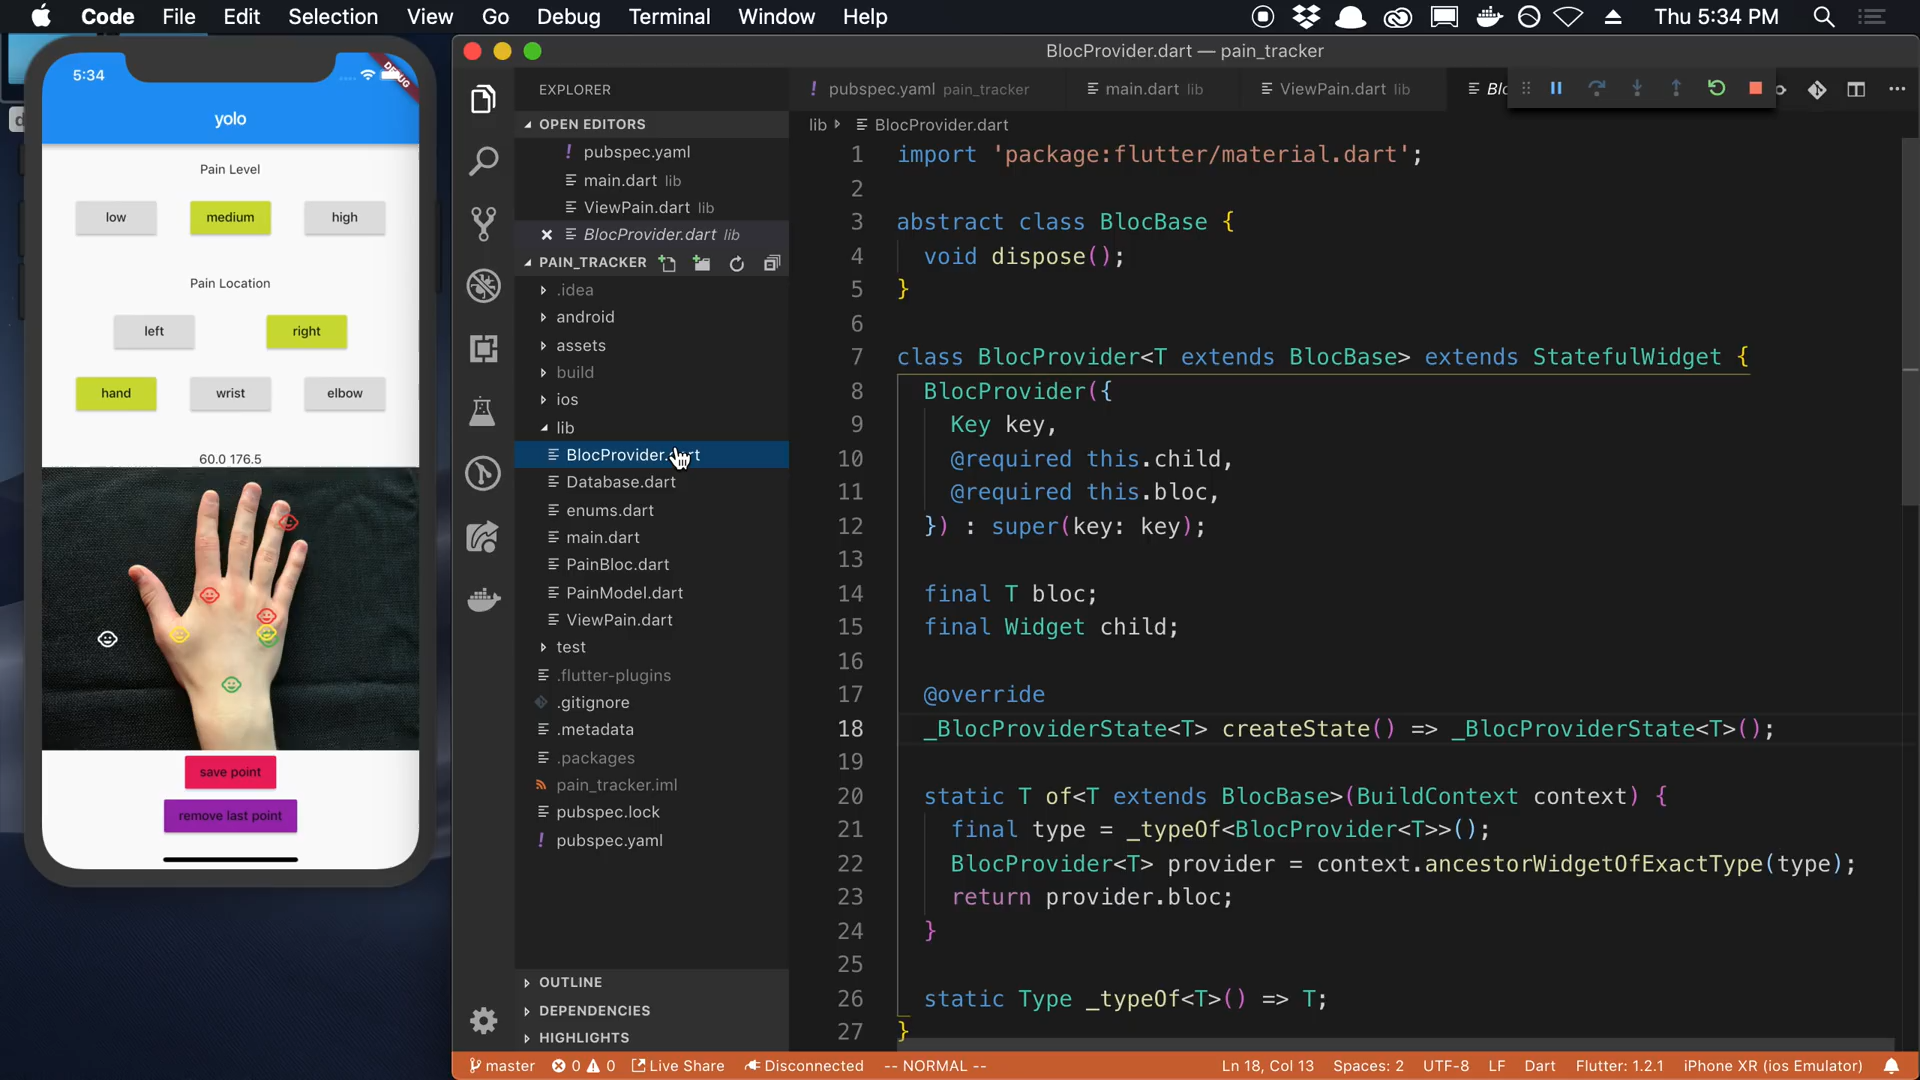 Code File Edit Selection View Go Debug Terminal Window Help
Thu 5:34 PM
5:34
DEBUG
yolo
Pain Level
low medium high
Pain Location
left right
hand wrist elbow
60.0 176.5
save point
remove last point
BlocProvider.dart — pain_tracker
EXPLORER
OPEN EDITORS
! pubspec.yaml
main.dart lib
ViewPain.dart lib
BlocProvider.dart lib
PAIN_TRACKER
.idea
android
assets
build
ios
lib
BlocProvider.dart
Database.dart
enums.dart
main.dart
PainBloc.dart
PainModel.dart
ViewPain.dart
test
.flutter-plugins
.gitignore
.metadata
.packages
pain_tracker.iml
pubspec.lock
! pubspec.yaml
OUTLINE
DEPENDENCIES
HIGHLIGHTS
! pubspec.yaml pain_tracker main.dart lib ViewPain.dart lib
lib BlocProvider.dart
1 import 'package:flutter/material.dart';
2
3 abstract class BlocBase {
4 void dispose();
5 }
6
7 class BlocProvider<T extends BlocBase> extends StatefulWidget {
8 BlocProvider({
9 Key key,
10 @required this.child,
11 @required this.bloc,
12 }) : super(key: key);
13
14 final T bloc;
15 final Widget child;
16
17 @override
18 _BlocProviderState<T> createState() => _BlocProviderState<T>();
19
20 static T of<T extends BlocBase>(BuildContext context) {
21 final type = _typeOf<BlocProvider<T>>();
22 BlocProvider<T> provider = context.ancestorWidgetOfExactType(type);
23 return provider.bloc;
24 }
25
26 static Type _typeOf<T>() => T;
27 }
master 0 0 Live Share Disconnected -- NORMAL -- Ln 18, Col 13 Spaces: 2 UTF-8 LF Dart Flutter: 1.2.1 iPhone XR (ios Emulator)